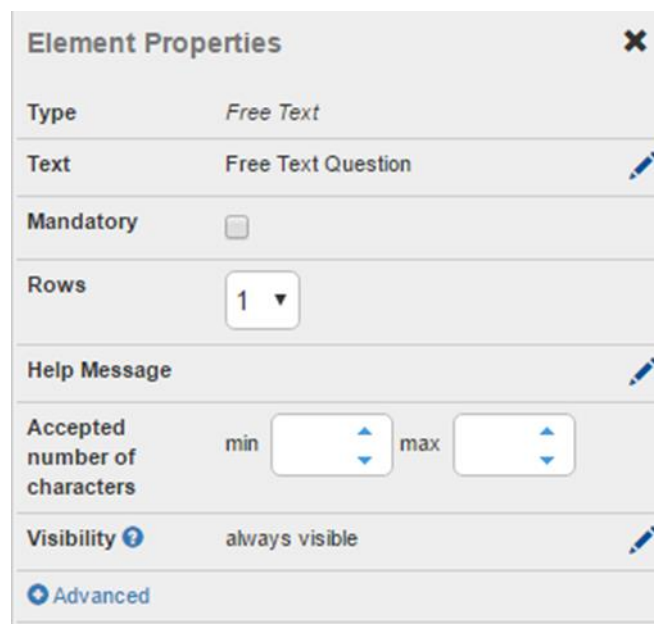 Element Properties
Type Free Text
Text Free Text Question
Mandatory
Rows 1
Help Message
Accepted
number of
characters
min max
Visibility always visible
Advanced